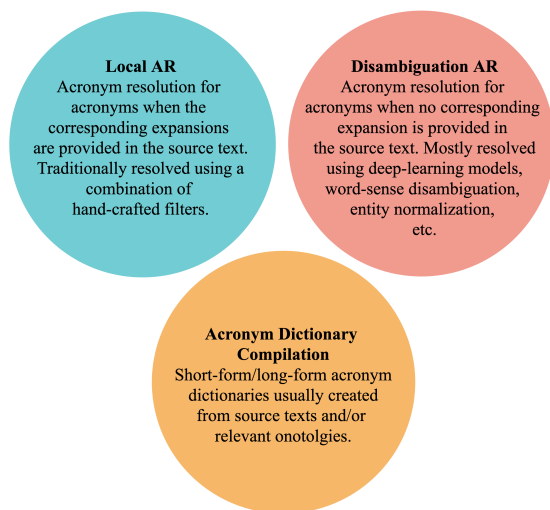 Local AR
Acronym resolution for
acronyms when the
corresponding expansions
are provided in the source text.
Traditionally resolved using a
combination of
hand-crafted filters.
Disambiguation AR
Acronym resolution for
acronyms when no corresponding
expansion is provided in
the source text. Mostly resolved
using deep-learning models,
word-sense disambiguation,
entity normalization,
etc.
Acronym Dictionary
Compilation
Short-form/long-form acronym
dictionaries usually created
from source texts and/or
relevant onotolgies.